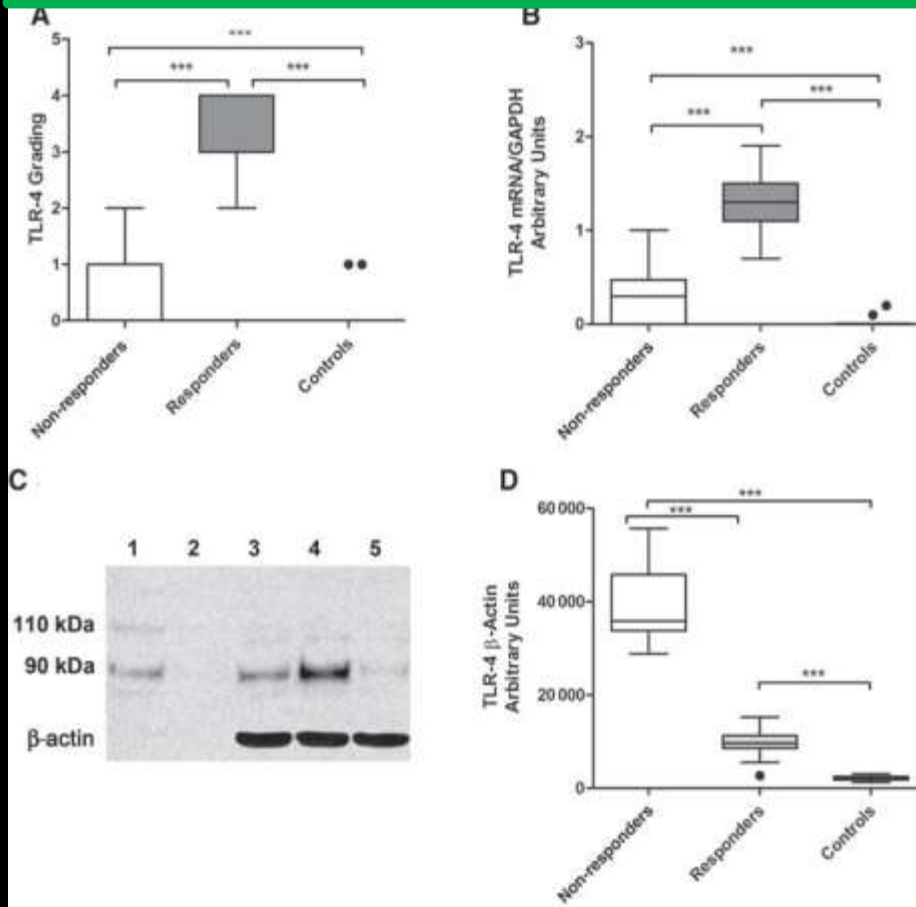 A
TLR-4 Grading
5
4
3
2
1
0
***
***
***
Non-responders
Responders
Controls
B
TLR-4 mRNA/GAPDH
Arbitrary Units
3
2
1
0
***
***
***
Non-responders
Responders
Controls
C
1 2 3 4 5
110 kDa
90 kDa
β-actin
D
TLR-4 β-Actin
Arbitrary Units
60 000
40 000
20 000
0
***
***
***
Non-responders
Responders
Controls